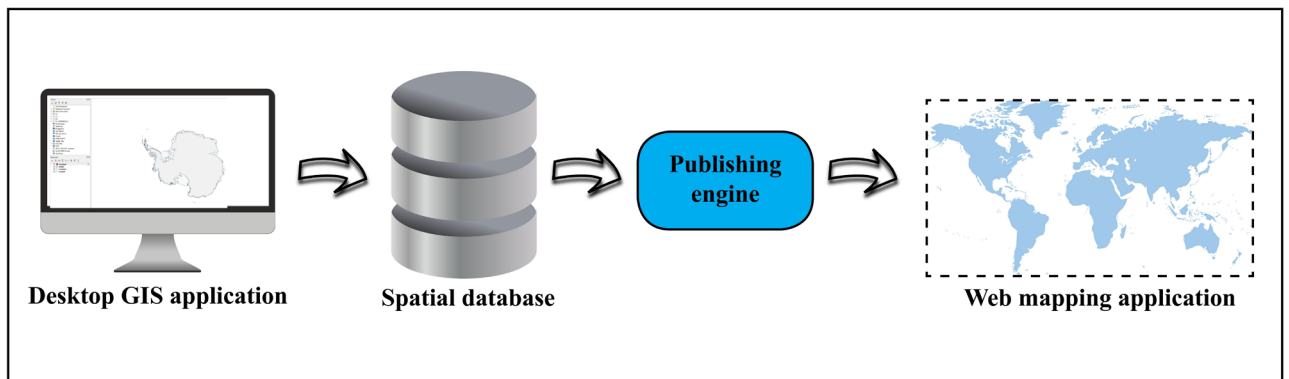 Desktop GIS application
Spatial database
Publishing
engine
Web mapping application